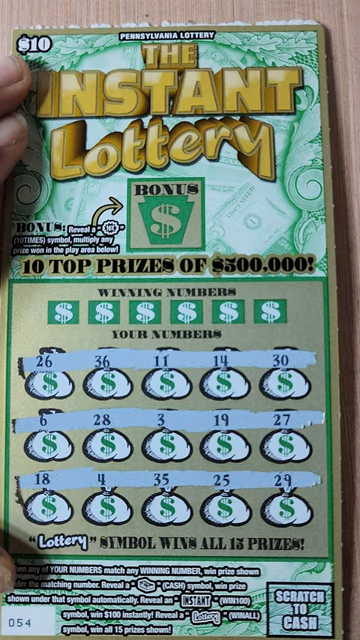 $10
PENNSYLVANIA LOTTERY
THE
INSTANT
Lottery
BONUS
$
BONUS: Reveal a "10X"
(10TIMES) symbol, multiply any
prize won in the play area below!
10 TOP PRIZES OF $500,000!
WINNING NUMBERS
$ $ $ $ $ $
YOUR NUMBERS
26 36 11 14 30
$ $ $ $ $
6 28 3 19 27
$ $ $ $ $
18 4 35 25 29
$ $ $ $ $
"Lottery" SYMBOL WINS ALL 15 PRIZES!
any of YOUR NUMBERS match any WINNING NUMBER, win prize shown
the matching number. Reveal a (CASH) symbol, win prize
shown under that symbol automatically. Reveal an "INSTANT" (WIN100)
symbol, win $100 instantly! Reveal a "Lottery" (WINALL)
symbol, win all 15 prizes shown!
054
SCRATCH
TO
CASH